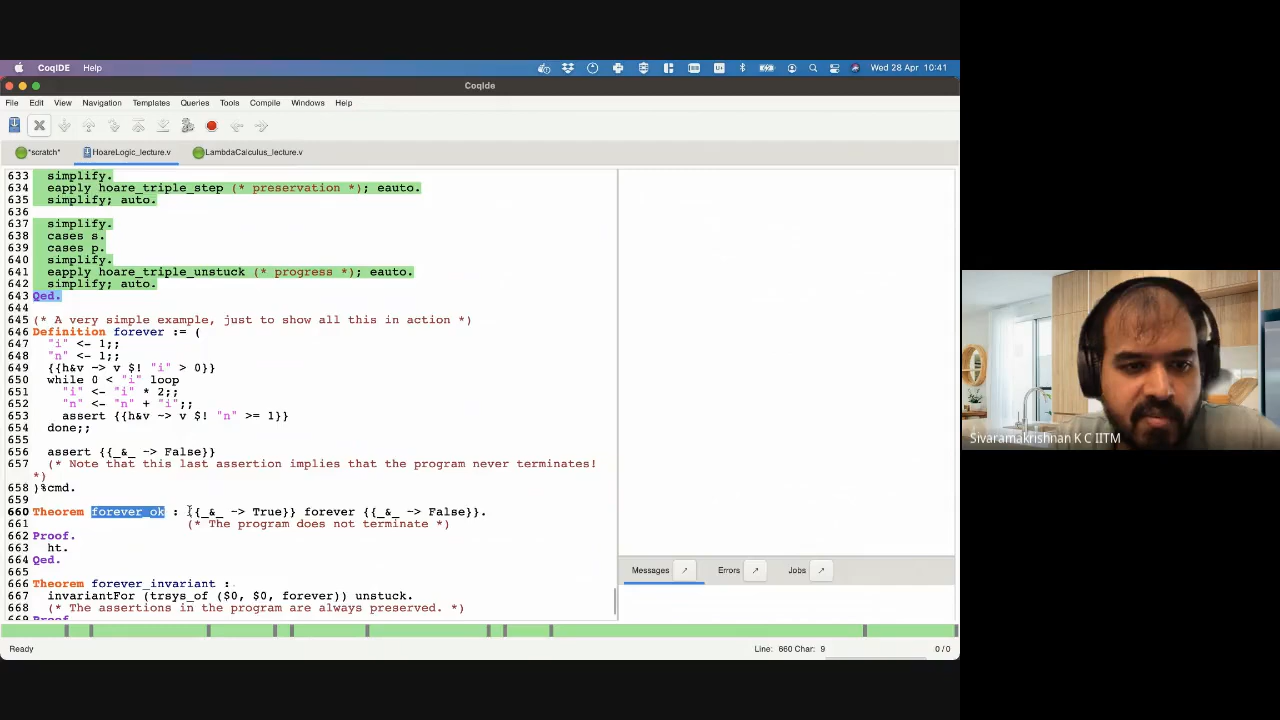 CoqIDE Help Wed 28 Apr 10:41
CoqIde
File Edit View Navigation Templates Queries Tools Compile Windows Help
*scratch* HoareLogic_lecture.v LambdaCalculus_lecture.v
633 simplify.
634 eapply hoare_triple_step (* preservation *); eauto.
635 simplify; auto.
636
637 simplify.
638 cases s.
639 cases p.
640 simplify.
641 eapply hoare_triple_unstuck (* progress *); eauto.
642 simplify; auto.
643 Qed.
644
645 (* A very simple example, just to show all this in action *)
646 Definition forever := (
647 "i" <- 1;;
648 "n" <- 1;;
649 {{h&v ~> v $! "i" > 0}}
650 while 0 < "i" loop
651 "i" <- "i" * 2;;
652 "n" <- "n" + "i";;
653 assert {{h&v ~> v $! "n" >= 1}}
654 done;;
655
656 assert {{_&_ ~> False}}
657 (* Note that this last assertion implies that the program never terminates!
*)
658 )%cmd.
659
660 Theorem forever_ok : {{_&_ ~> True}} forever {{_&_ ~> False}}.
661 (* The program does not terminate *)
662 Proof.
663 ht.
664 Qed.
665
666 Theorem forever_invariant :
667 invariantFor (trsys_of ($0, $0, forever)) unstuck.
668 (* The assertions in the program are always preserved. *)
669 Proof
Messages Errors Jobs
Ready Line: 660 Char: 9 0 / 0
Sivaramakrishnan K C IITM